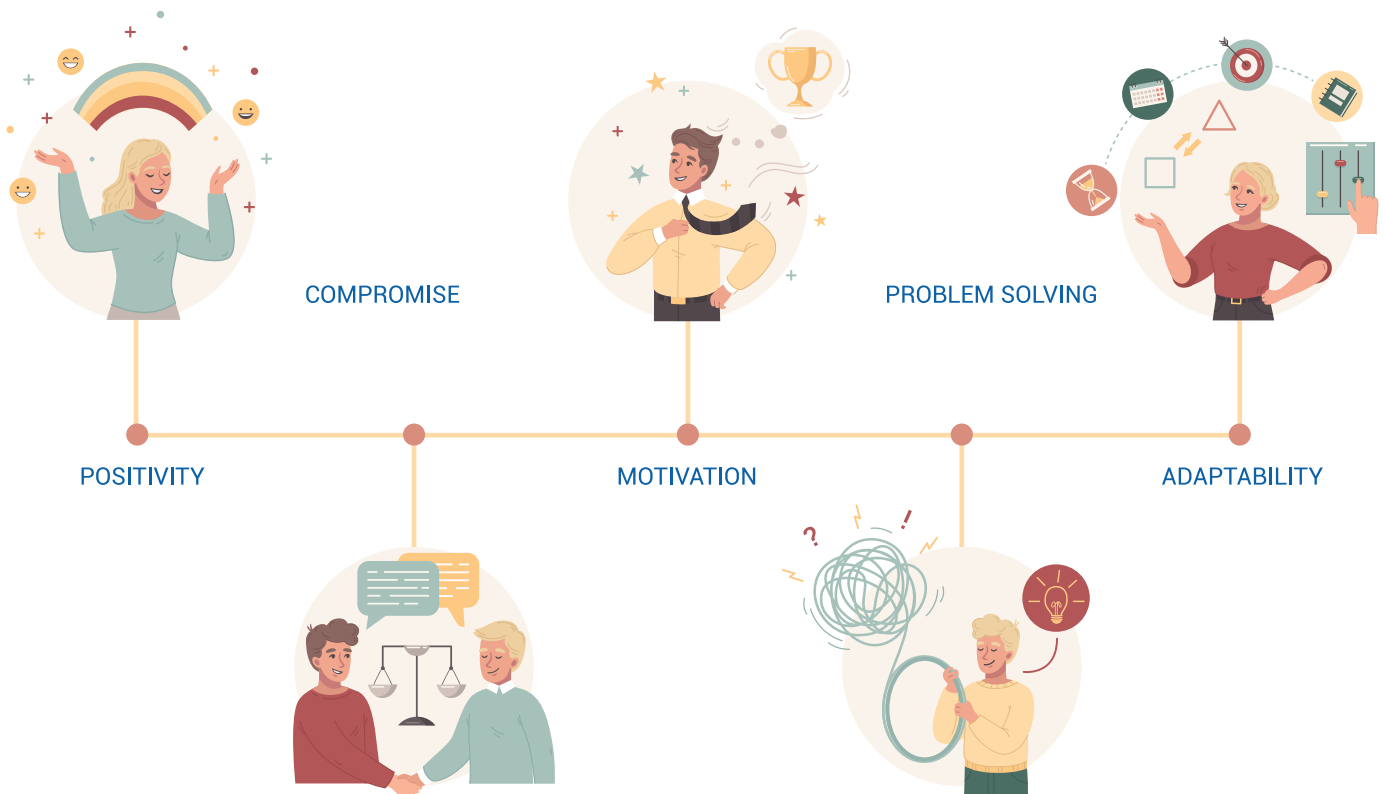 COMPROMISE
PROBLEM SOLVING
POSITIVITY
MOTIVATION
ADAPTABILITY
?
!